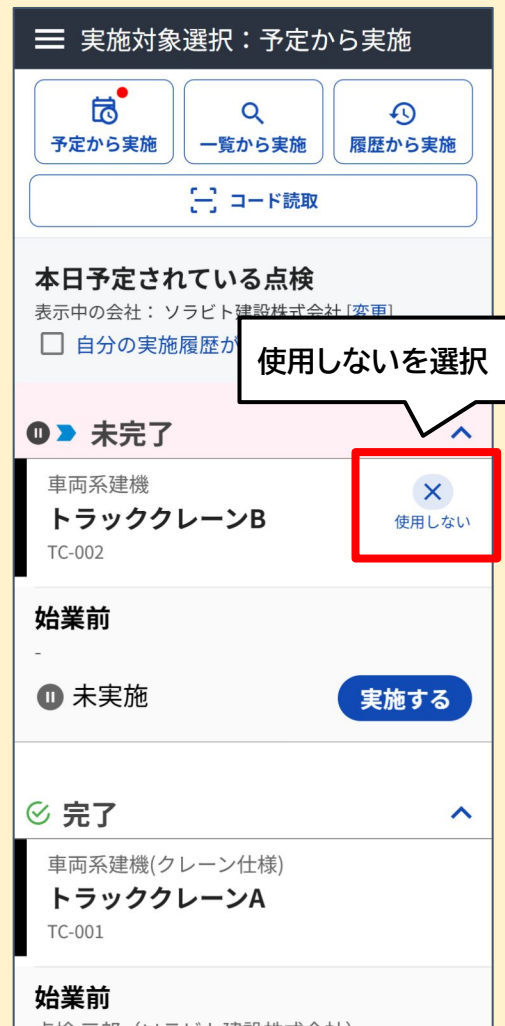 実施対象選択：予定から実施
予定から実施
一覧から実施
履歴から実施
コード読取
本日予定されている点検
表示中の会社： ソラビト建設株式会社 [変更]
自分の実施履歴が
使用しないを選択
未完了
車両系建機
トラッククレーンB
TC-002
使用しない
始業前
-
未実施
実施する
完了
車両系建機(クレーン仕様)
トラッククレーンA
TC-001
始業前